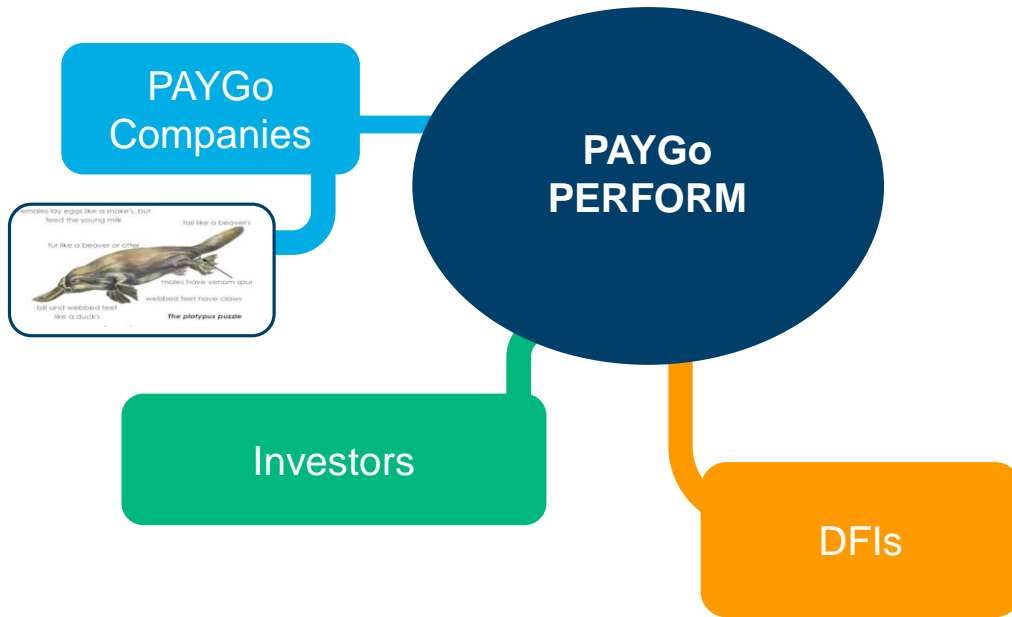 PAYGo
Companies
PAYGo
PERFORM
females lay eggs like a snake's, but
feed the young milk
tail like a beaver's
fur like a beaver or otter
males have venom spur
webbed feet have claws
bill and webbed feet
like a duck's
The platypus puzzle
Investors
DFIs